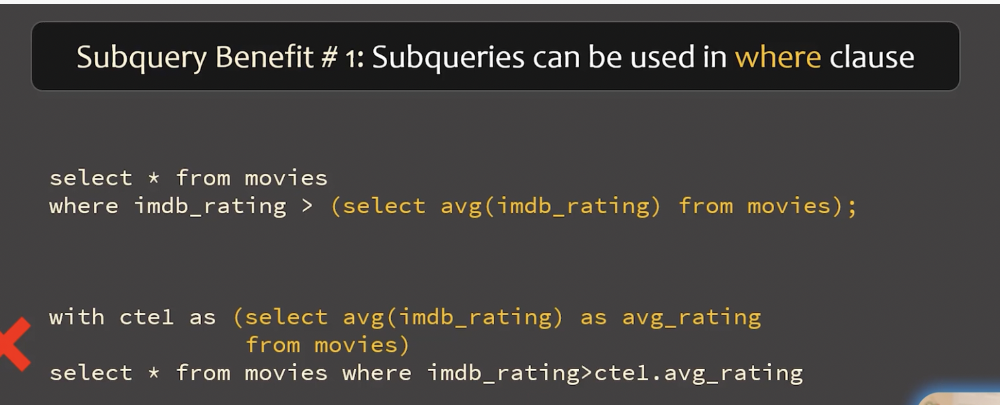 Subquery Benefit # 1: Subqueries can be used in where clause
select * from movies
where imdb_rating > (select avg(imdb_rating) from movies);
with cte1 as (select avg(imdb_rating) as avg_rating
from movies)
select * from movies where imdb_rating>cte1.avg_rating